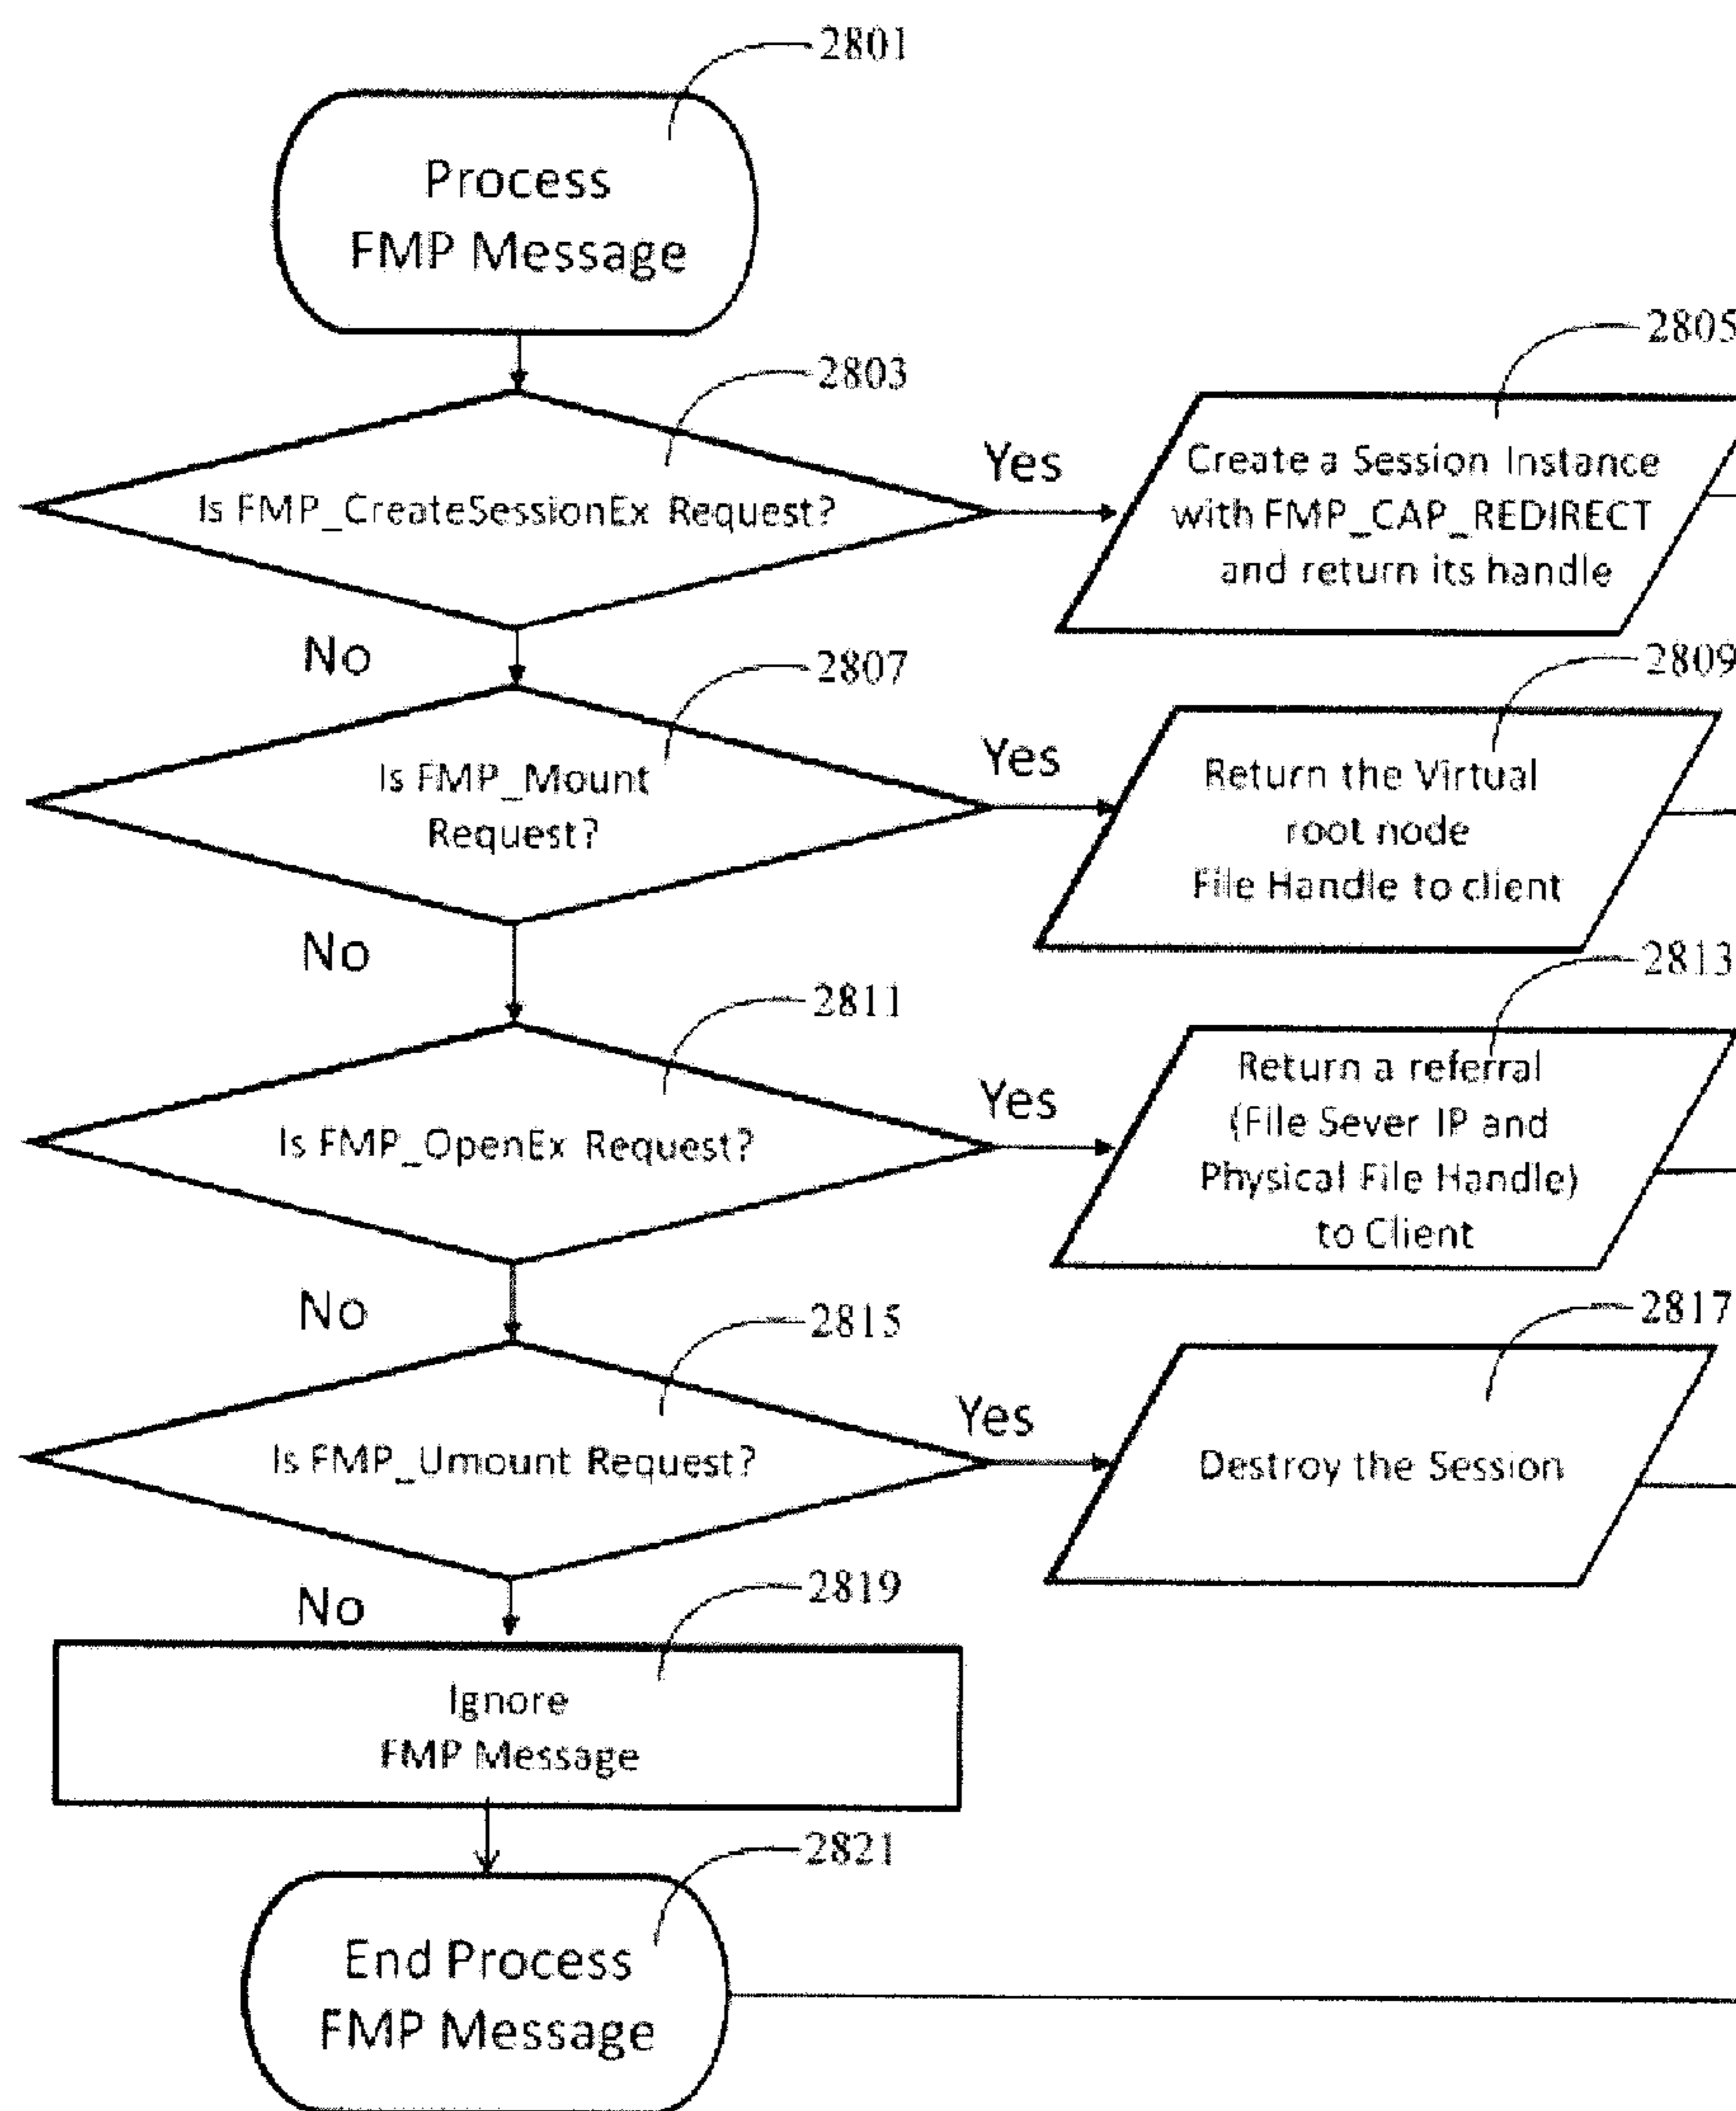 2801
Process
FMP Message
2803
Is FMP_CreateSessionEx Request?
Yes
2805
Create a Session Instance
with FMP_CAP_REDIRECT
and return its handle
No
2807
Is FMP_Mount
Request?
Yes
2809
Return the Virtual
root node
File Handle to client
No
2811
Is FMP_OpenEx Request?
Yes
2813
Return a referral
(File Sever IP and
Physical File Handle)
to Client
No
2815
Is FMP_Umount Request?
Yes
2817
Destroy the Session
No
2819
Ignore
FMP Message
2821
End Process
FMP Message